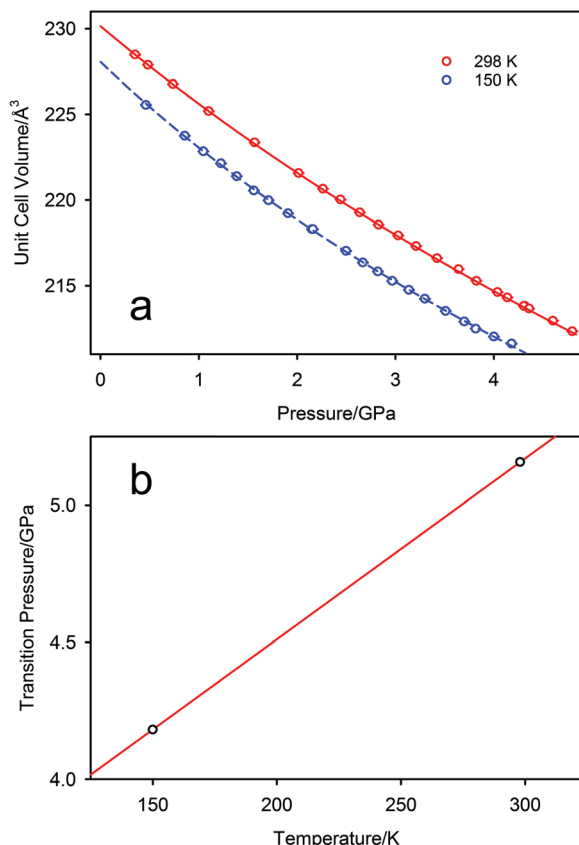 230
225
220
215
Unit Cell Volume/Å³
298 K
150 K
a
0 1 2 3 4
Pressure/GPa
b
5.0
4.5
4.0
Transition Pressure/GPa
150 200 250 300
Temperature/K